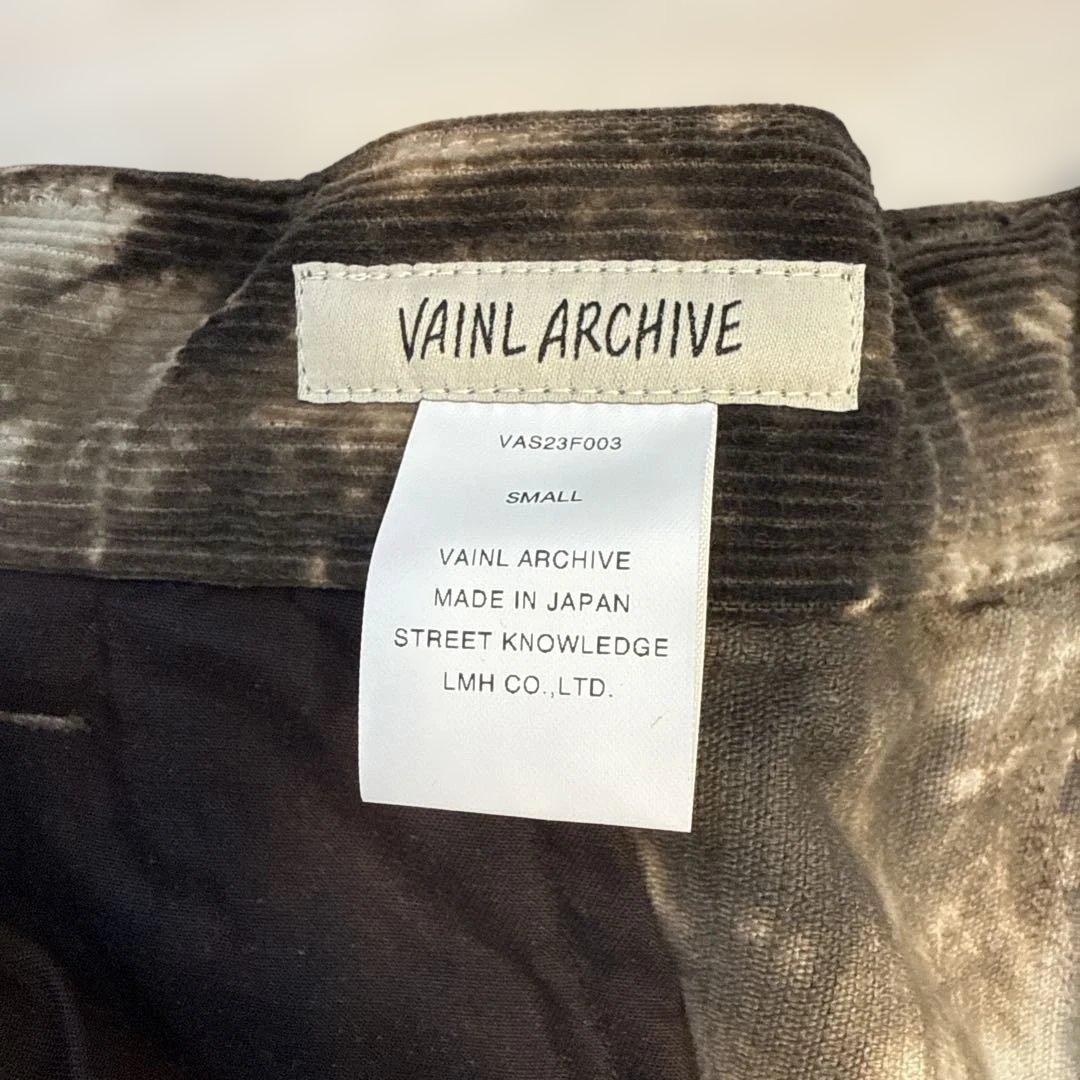 VAINL ARCHIVE
VAS23F003
SMALL
VAINL ARCHIVE
MADE IN JAPAN
STREET KNOWLEDGE
LMH CO.,LTD.